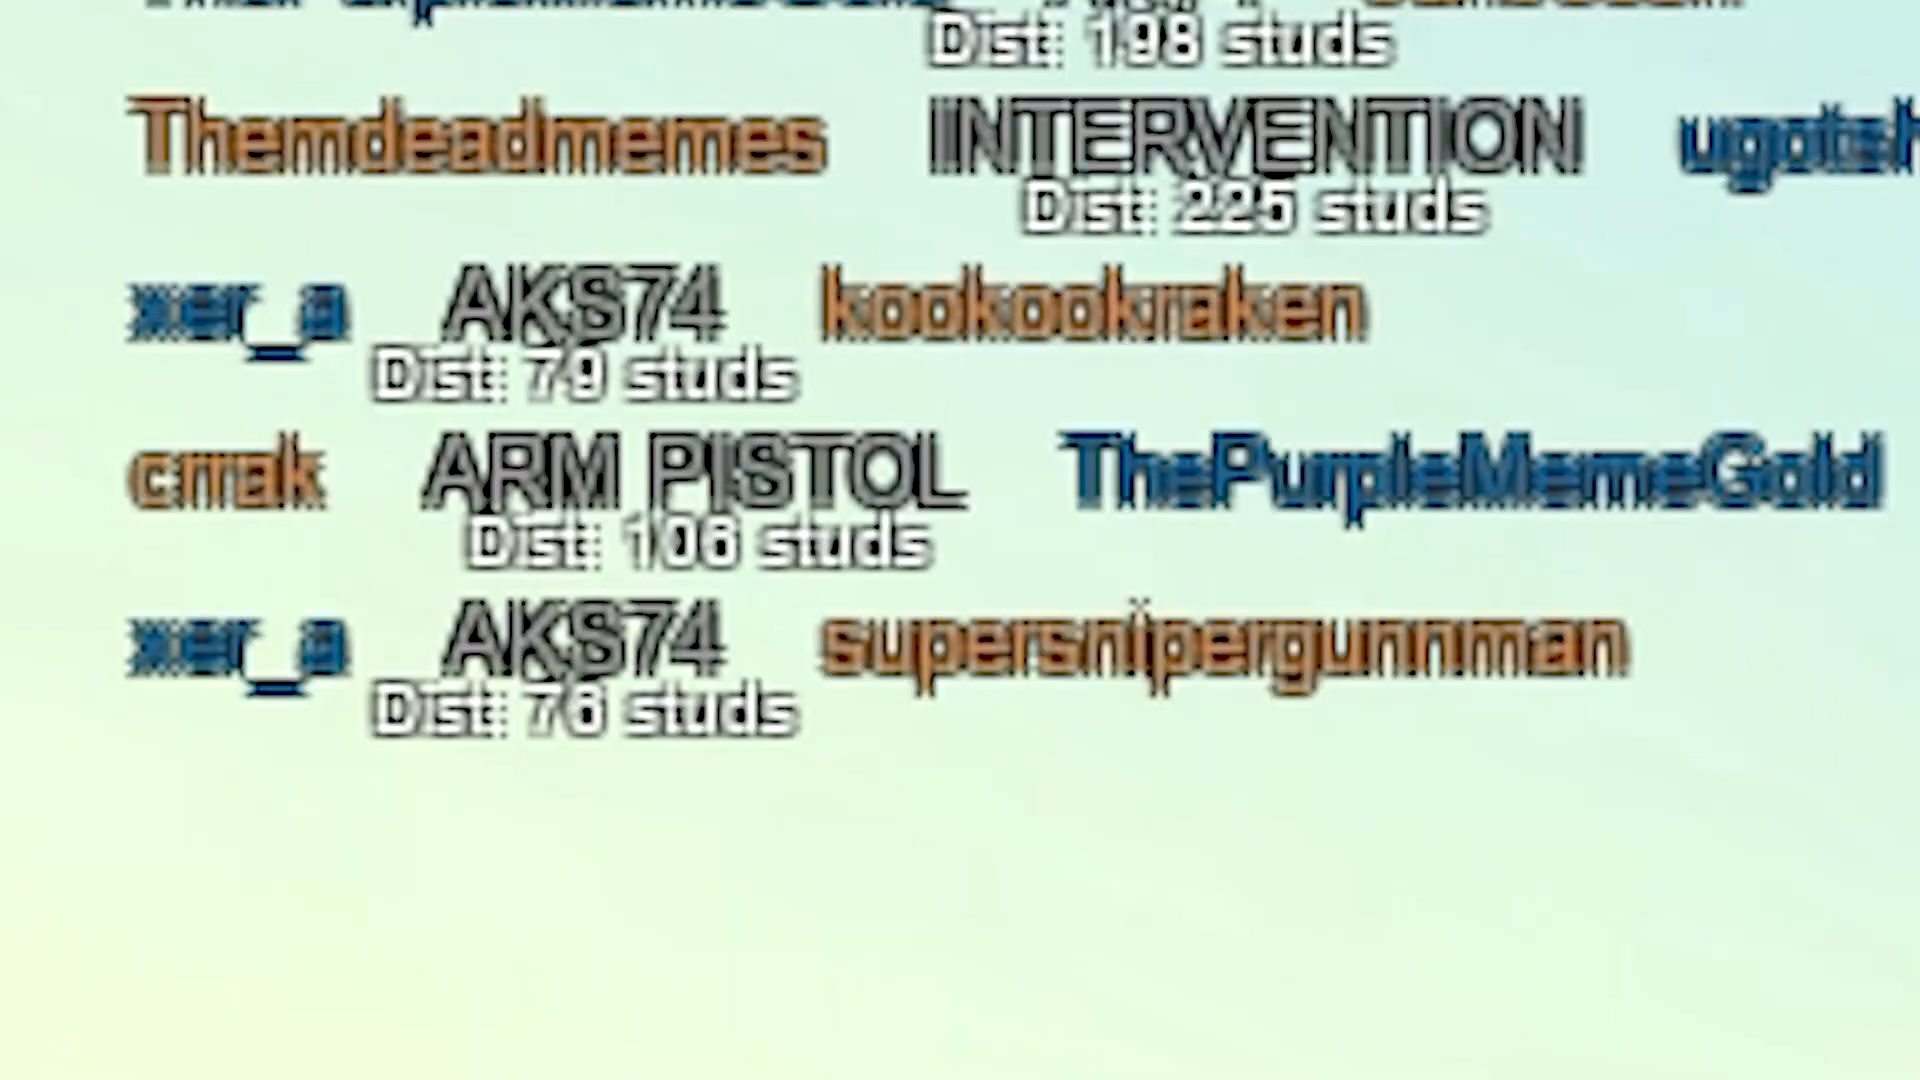 Dist: 198 studs
Themdeadmemes INTERVENTION
Dist: 225 studs
xer_a AKS74 kookookraken
Dist: 79 studs
crrak ARM PISTOL ThePurpleMemeGold
Dist: 106 studs
xer_a AKS74 supersnipergunnman
Dist: 76 studs